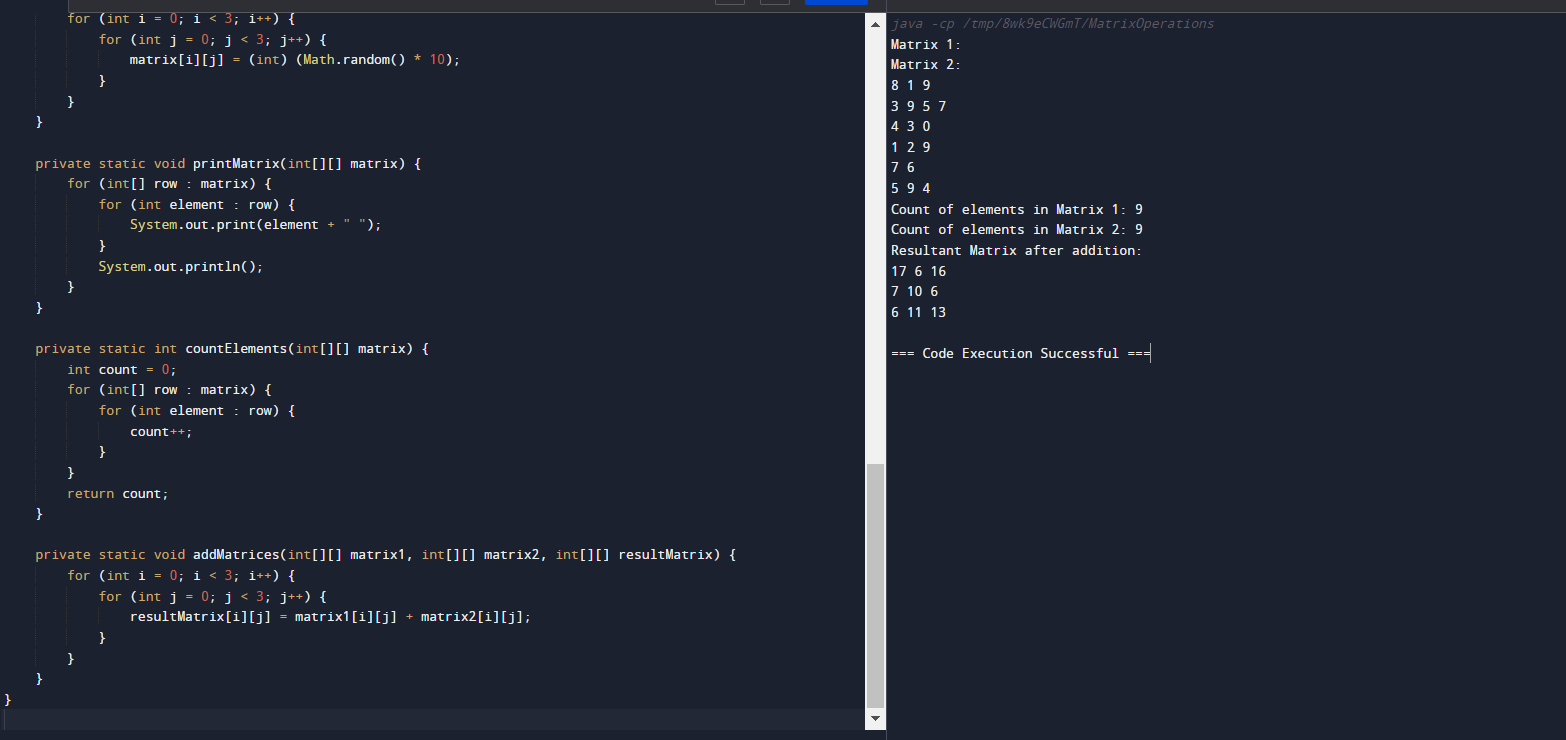 for (int i = 0; i < 3; i++) {
for (int j = 0; j < 3; j++) {
matrix[i][j] = (int) (Math.random() * 10);
}
}
}
private static void printMatrix(int[][] matrix) {
for (int[] row : matrix) {
for (int element : row) {
System.out.print(element + " ");
}
System.out.println();
}
}
private static int countElements(int[][] matrix) {
int count = 0;
for (int[] row : matrix) {
for (int element : row) {
count++;
}
}
return count;
}
private static void addMatrices(int[][] matrix1, int[][] matrix2, int[][] resultMatrix) {
for (int i = 0; i < 3; i++) {
for (int j = 0; j < 3; j++) {
resultMatrix[i][j] = matrix1[i][j] + matrix2[i][j];
}
}
}
}
java -cp /tmp/8wk9eCWGmT/MatrixOperations
Matrix 1:
Matrix 2:
8 1 9
3 9 5 7
4 3 0
1 2 9
7 6
5 9 4
Count of elements in Matrix 1: 9
Count of elements in Matrix 2: 9
Resultant Matrix after addition:
17 6 16
7 10 6
6 11 13
=== Code Execution Successful ===